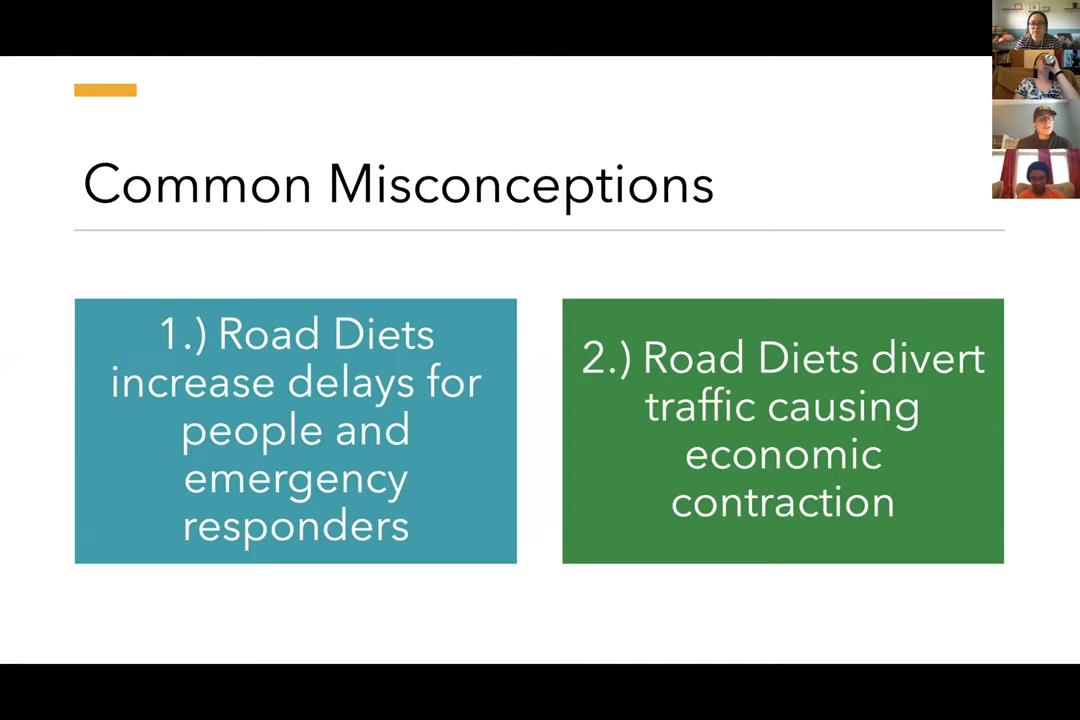 Common Misconceptions
1.) Road Diets
increase delays for
people and
emergency
responders
2.) Road Diets divert
traffic causing
economic
contraction